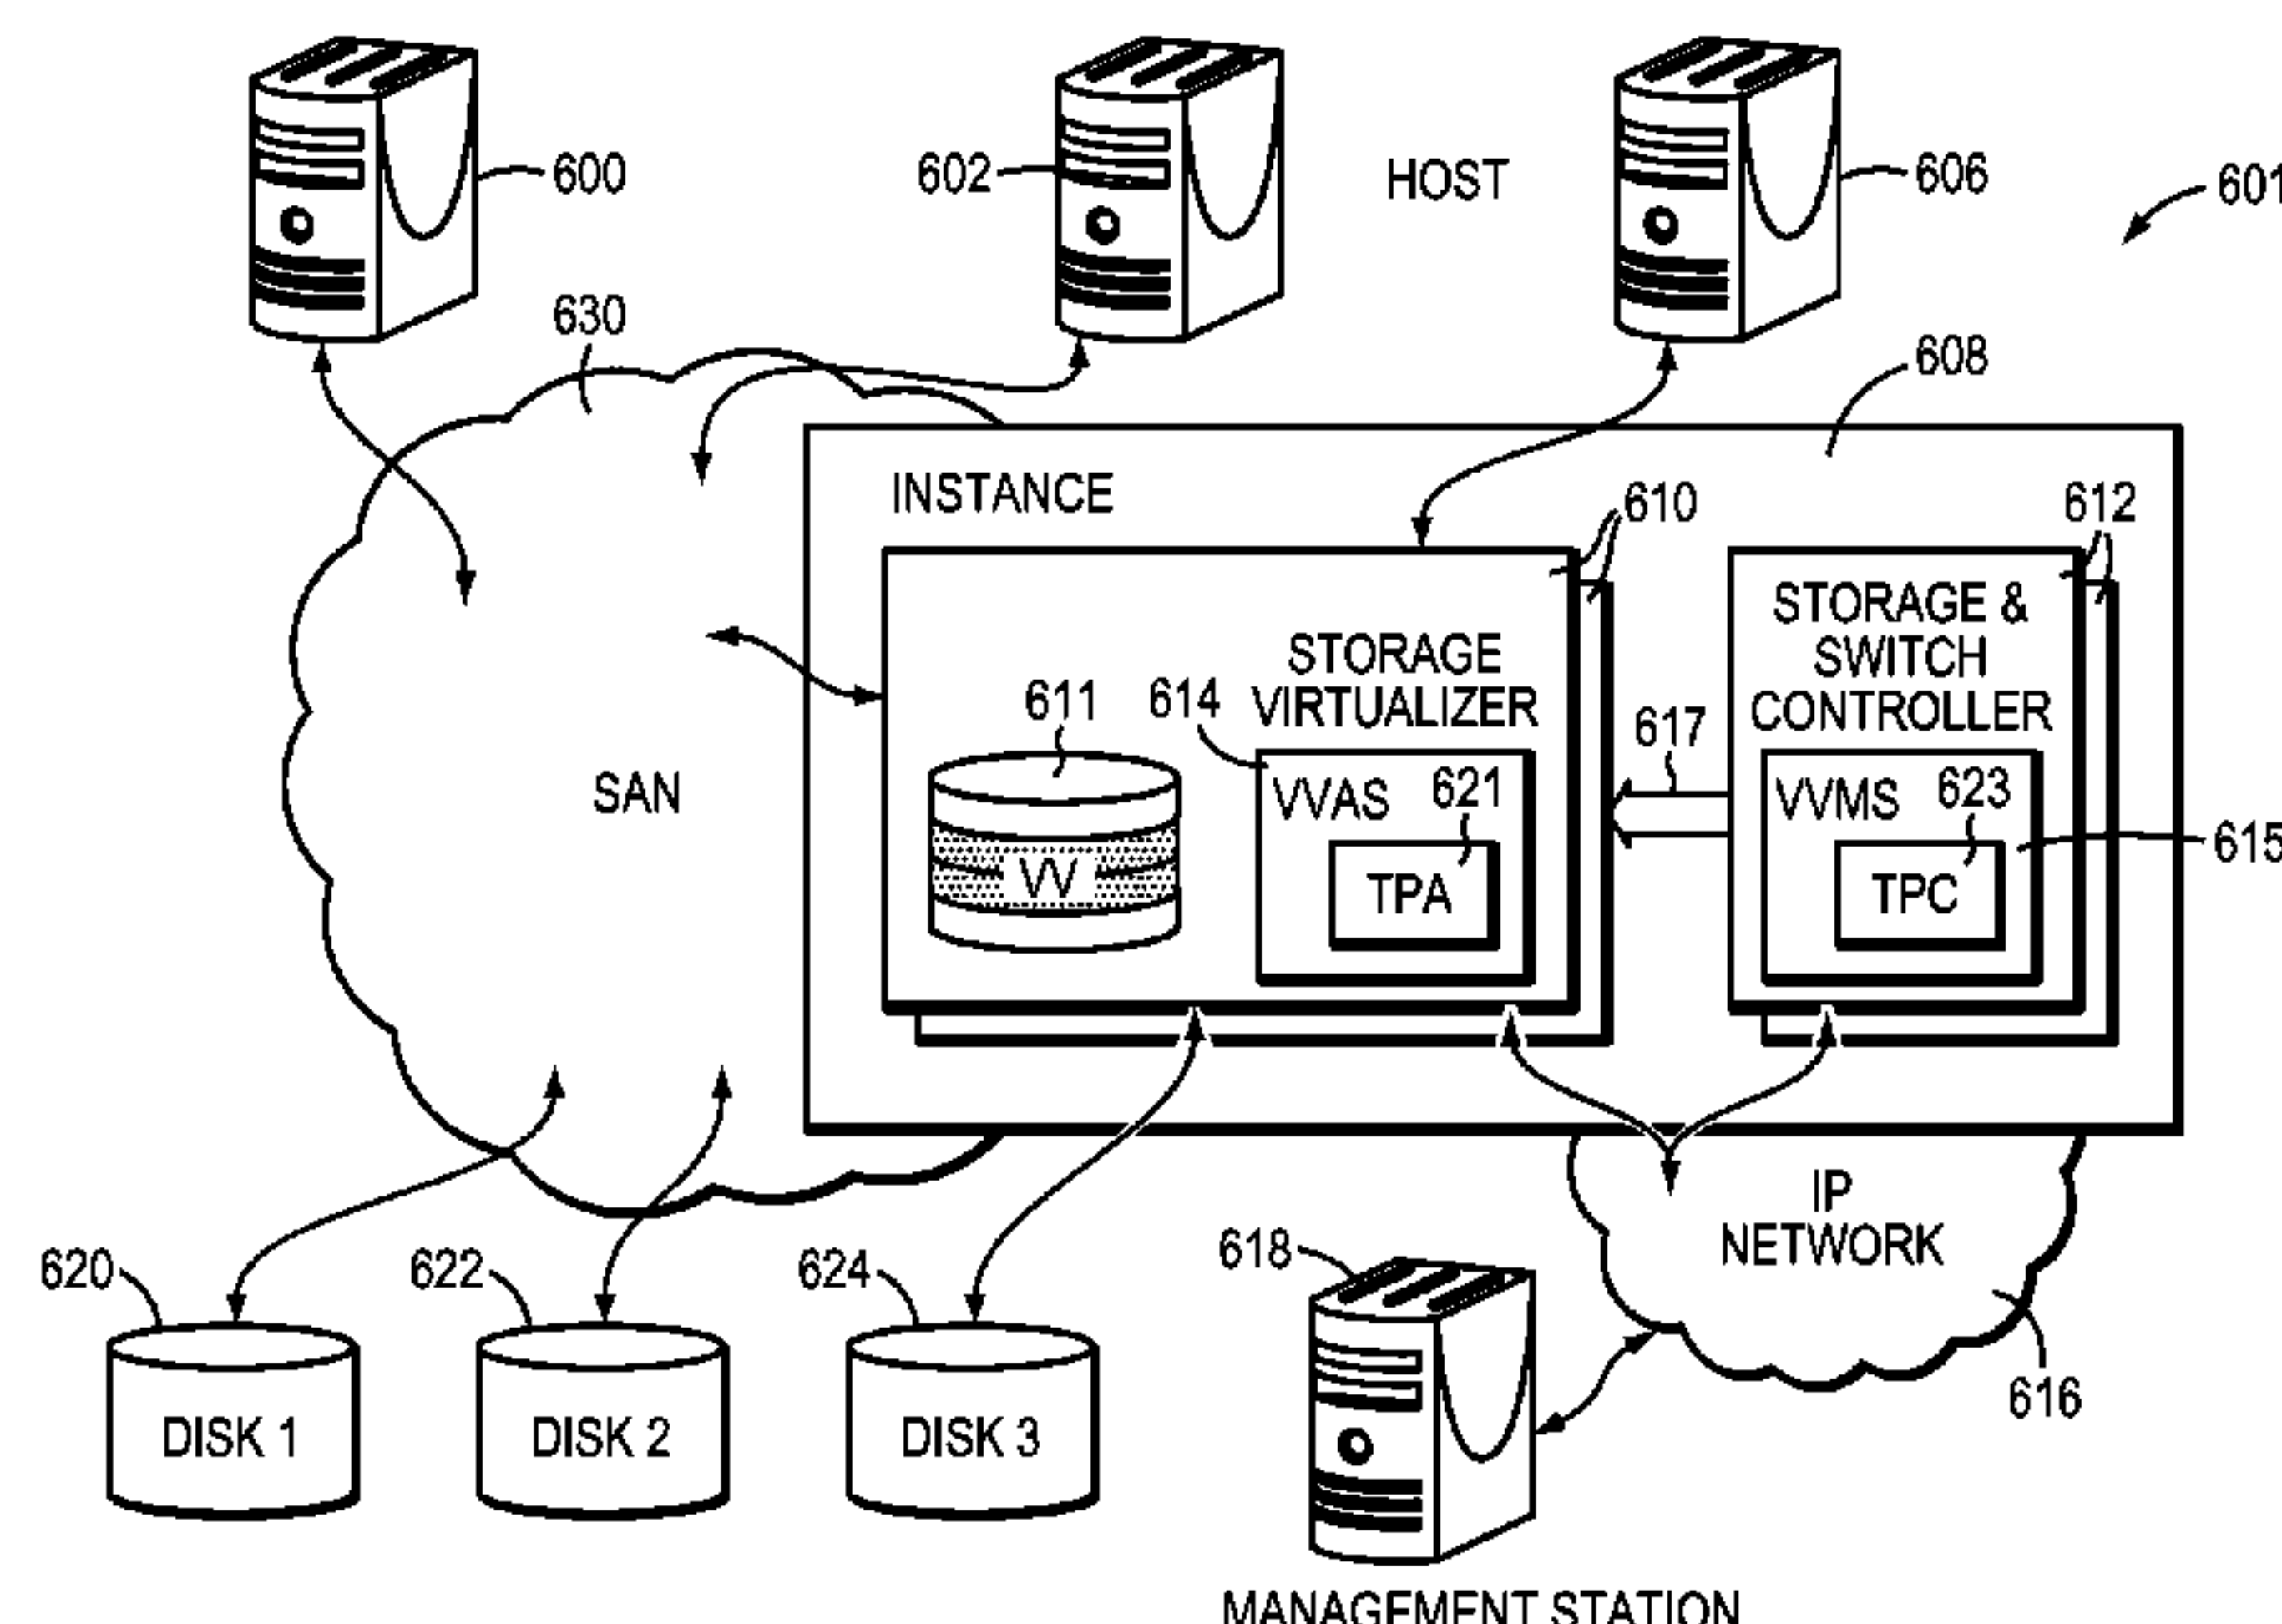 600
602
HOST
606
601
630
608
INSTANCE
610
612
STORAGE &
SWITCH
CONTROLLER
STORAGE
VIRTUALIZER
611
614
617
SAN
VVAS
621
VVMS
623
615
VV
TPA
TPC
IP
NETWORK
620
622
624
618
616
DISK 1
DISK 2
DISK 3
MANAGEMENT STATION